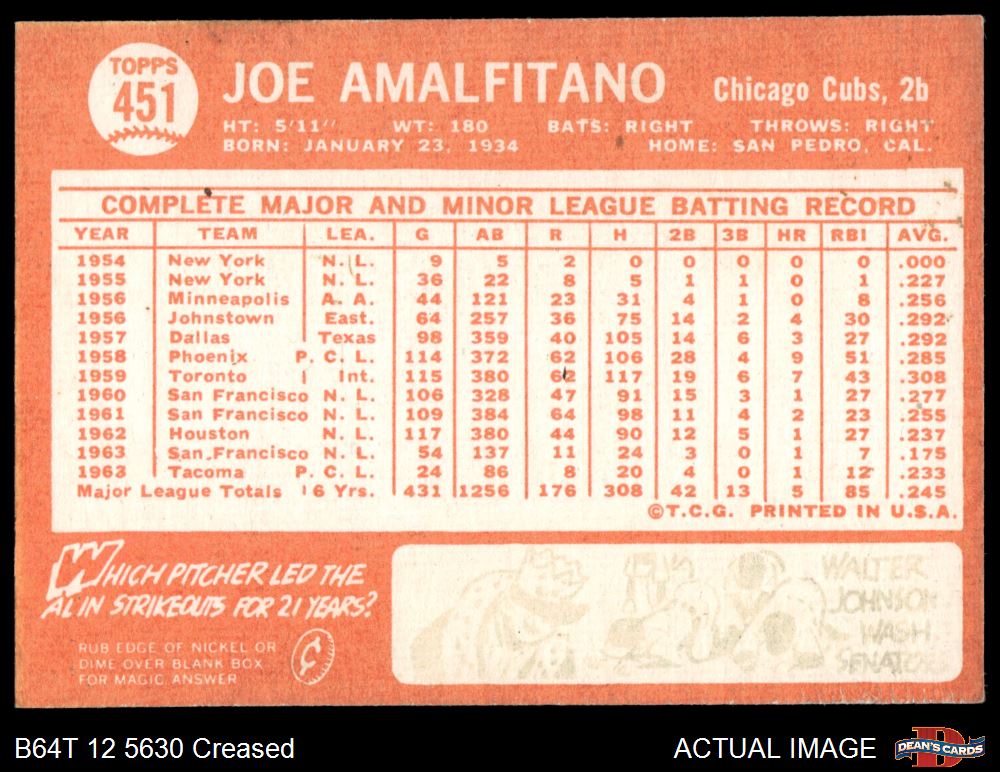 TOPPS
451
JOE AMALFITANO
Chicago Cubs, 2b
HT: 5'11" WT: 180 BATS: RIGHT THROWS: RIGHT
BORN: JANUARY 23, 1934 HOME: SAN PEDRO, CAL.
COMPLETE MAJOR AND MINOR LEAGUE BATTING RECORD
YEAR TEAM LEA. G AB R H 2B 3B HR RBI AVG.
1954 New York N. L. 9 5 2 0 0 0 0 0 .000
1955 New York N. L. 36 22 8 5 1 1 0 1 .227
1956 Minneapolis A. A. 44 121 23 31 4 1 0 8 .256
1956 Johnstown East. 64 257 36 75 14 2 4 30 .292
1957 Dallas Texas 98 359 40 105 14 6 3 27 .292
1958 Phoenix P. C. L. 114 372 62 106 28 4 9 51 .285
1959 Toronto Int. 115 380 62 117 19 6 7 43 .308
1960 San Francisco N. L. 106 328 47 91 15 3 1 27 .277
1961 San Francisco N. L. 109 384 64 98 11 4 2 23 .255
1962 Houston N. L. 117 380 44 90 12 5 1 27 .237
1963 San Francisco N. L. 54 137 11 24 3 0 1 7 .175
1963 Tacoma P. C. L. 24 86 8 20 4 0 1 12 .233
Major League Totals 6 Yrs. 431 1256 176 308 42 13 5 85 .245
©T.C.G. PRINTED IN U.S.A.
WHICH PITCHER LED THE
AL IN STRIKEOUTS FOR 21 YEARS?
RUB EDGE OF NICKEL OR
DIME OVER BLANK BOX
FOR MAGIC ANSWER
¢
WALTER
JOHNSON
WASH
SENATORS
B64T 12 5630 Creased
ACTUAL IMAGE
DEAN'S CARDS